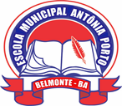 ESCOLA MUNICIPAL ANTÔNIA PORTO
BELMONTE - BA